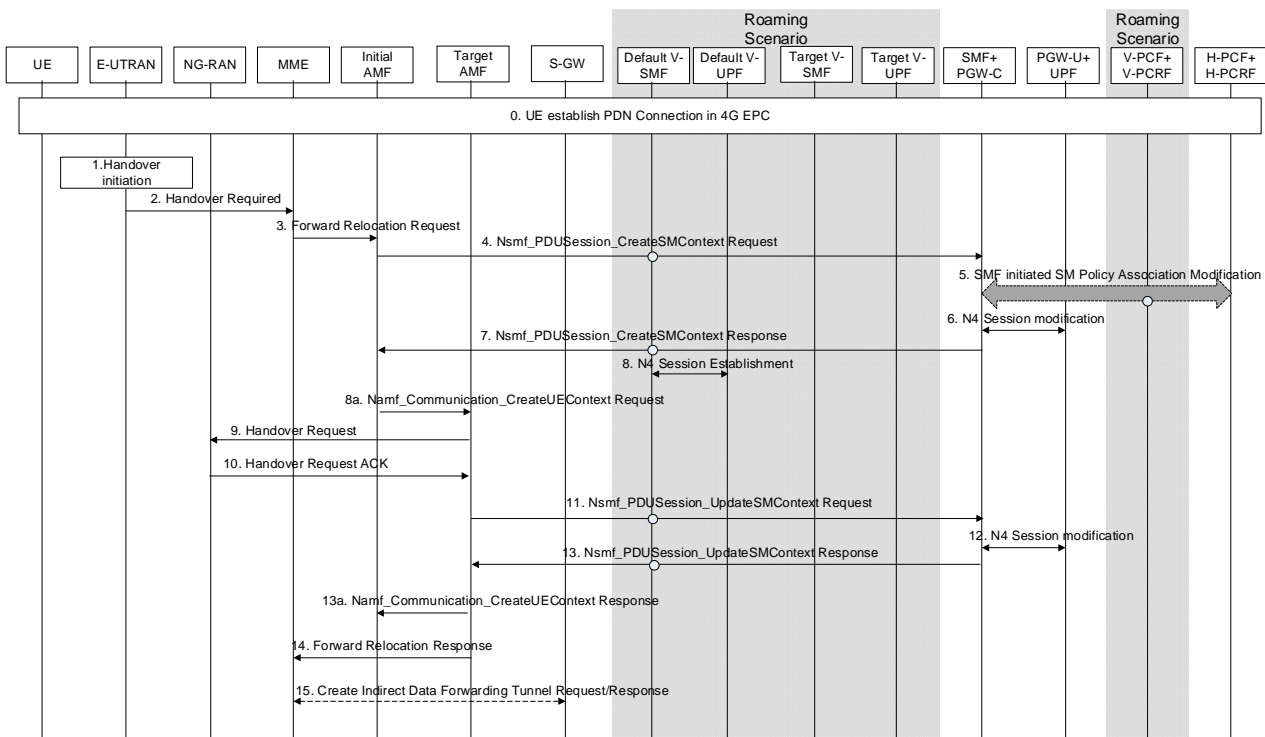 Roaming
Scenario
Roaming
Scenario
UE
E-UTRAN
NG-RAN
MME
Initial
AMF
Target
AMF
S-GW
Default V-
SMF
Default V-
UPF
Target V-
SMF
Target V-
UPF
SMF+
PGW-C
PGW-U+
UPF
V-PCF+
V-PCRF
H-PCF+
H-PCRF
0. UE establish PDN Connection in 4G EPC
1.Handover
initiation
2. Handover Required
3. Forward Relocation Request
4. Nsmf_PDUSession_CreateSMContext Request
5. SMF initiated SM Policy Association Modification
6. N4 Session modification
7. Nsmf_PDUSession_CreateSMContext Response
8. N4 Session Establishment
8a. Namf_Communication_CreateUEContext Request
9. Handover Request
10. Handover Request ACK
11. Nsmf_PDUSession_UpdateSMContext Request
12. N4 Session modification
13. Nsmf_PDUSession_UpdateSMContext Response
13a. Namf_Communication_CreateUEContext Response
14. Forward Relocation Response
15. Create Indirect Data Forwarding Tunnel Request/Response